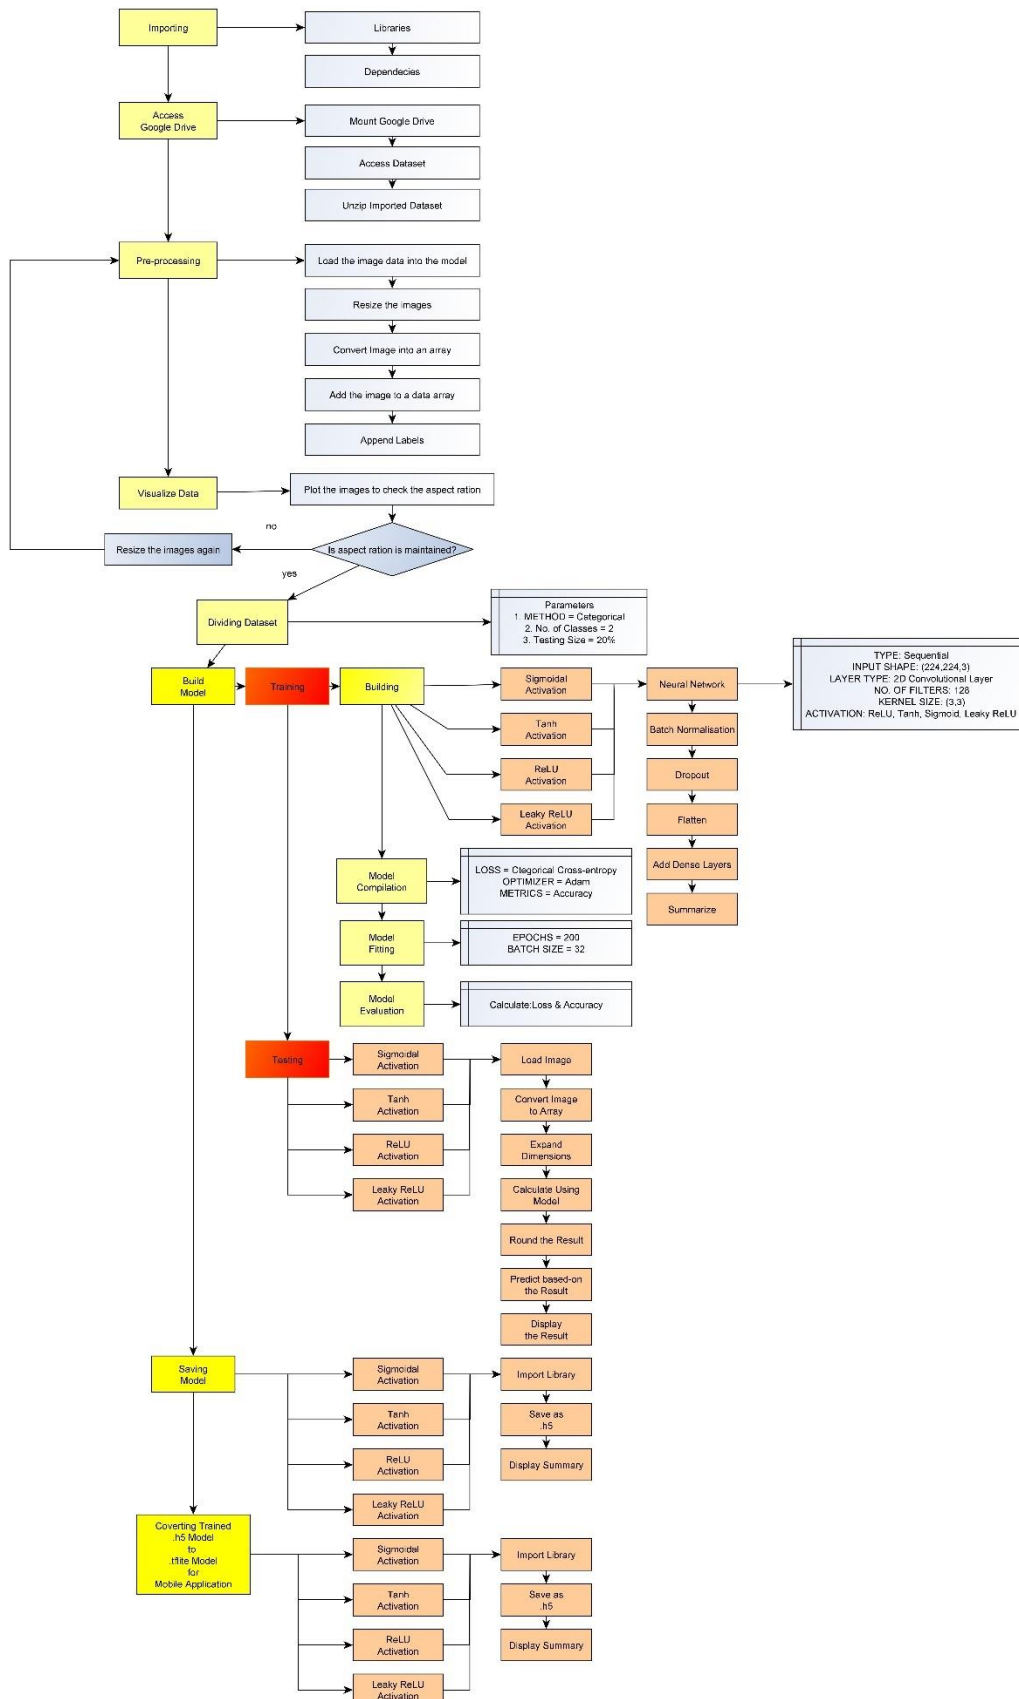 Importing
Libraries
Dependecies
Access
Google Drive
Mount Google Drive
Access Dataset
Unzip Imported Dataset
Pre-processing
Load the image data into the model
Resize the images
Convert Image into an array
Add the image to a data array
Append Labels
Visualize Data
Plot the images to check the aspect ration
no
Resize the images again
Is aspect ration is maintained?
yes
Dividing Dataset
Parameters
1. METHOD = Categorical
2. No. of Classes = 2
3. Testing Size = 20%
Build
Model
Training
Building
Sigmoidal
Activation
Tanh
Activation
ReLU
Activation
Leaky ReLU
Activation
Neural Network
Batch Normalisation
Dropout
Flatten
Add Dense Layers
Summarize
TYPE: Sequential
INPUT SHAPE: (224,224,3)
LAYER TYPE: 2D Convolutional Layer
NO. OF FILTERS: 128
KERNEL SIZE: (3,3)
ACTIVATION: ReLU, Tanh, Sigmoid, Leaky ReLU
Model
Compilation
LOSS = Ctegorical Cross-entropy
OPTIMIZER = Adam
METRICS = Accuracy
Model
Fitting
EPOCHS = 200
BATCH SIZE = 32
Model
Evaluation
Calculate:Loss & Accuracy
Testing
Sigmoidal
Activation
Tanh
Activation
ReLU
Activation
Leaky ReLU
Activation
Load Image
Convert Image
to Array
Expand
Dimensions
Calculate Using
Model
Round the Result
Predict based-on
the Result
Display
the Result
Saving
Model
Sigmoidal
Activation
Tanh
Activation
ReLU
Activation
Leaky ReLU
Activation
Import Library
Save as
.h5
Display Summary
Coverting Trained
.h5 Model
to
.tflite Model
for
Mobile Application
Sigmoidal
Activation
Tanh
Activation
ReLU
Activation
Leaky ReLU
Activation
Import Library
Save as
.h5
Display Summary